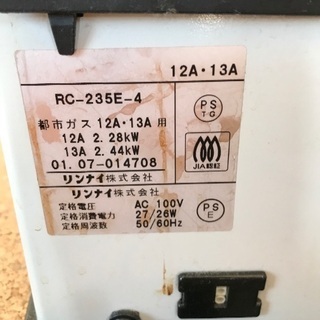 12A・13A
RC-235E-4
都市ガス 12A・13A 用
12A 2.28kW
13A 2.44kW
01.07-014708
リンナイ株式会社
リンナイ株式会社
定格電圧 AC 100V
定格消費電力 27/26W
定格周波数 50/60Hz
PS
TG
JIA認証
PS
E